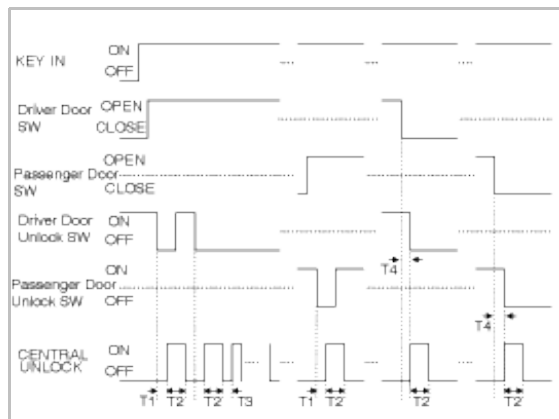 KEY IN ON
OFF
Driver Door OPEN
SW CLOSE
OPEN
Passenger Door
SW CLOSE
Driver Door ON
Unlock SW OFF
ON
Passenger Door
Unlock SW OFF
T4
T4
CENTRAL ON
UNLOCK OFF
T1 T2 T2 T3 T1 T2 T2 T2